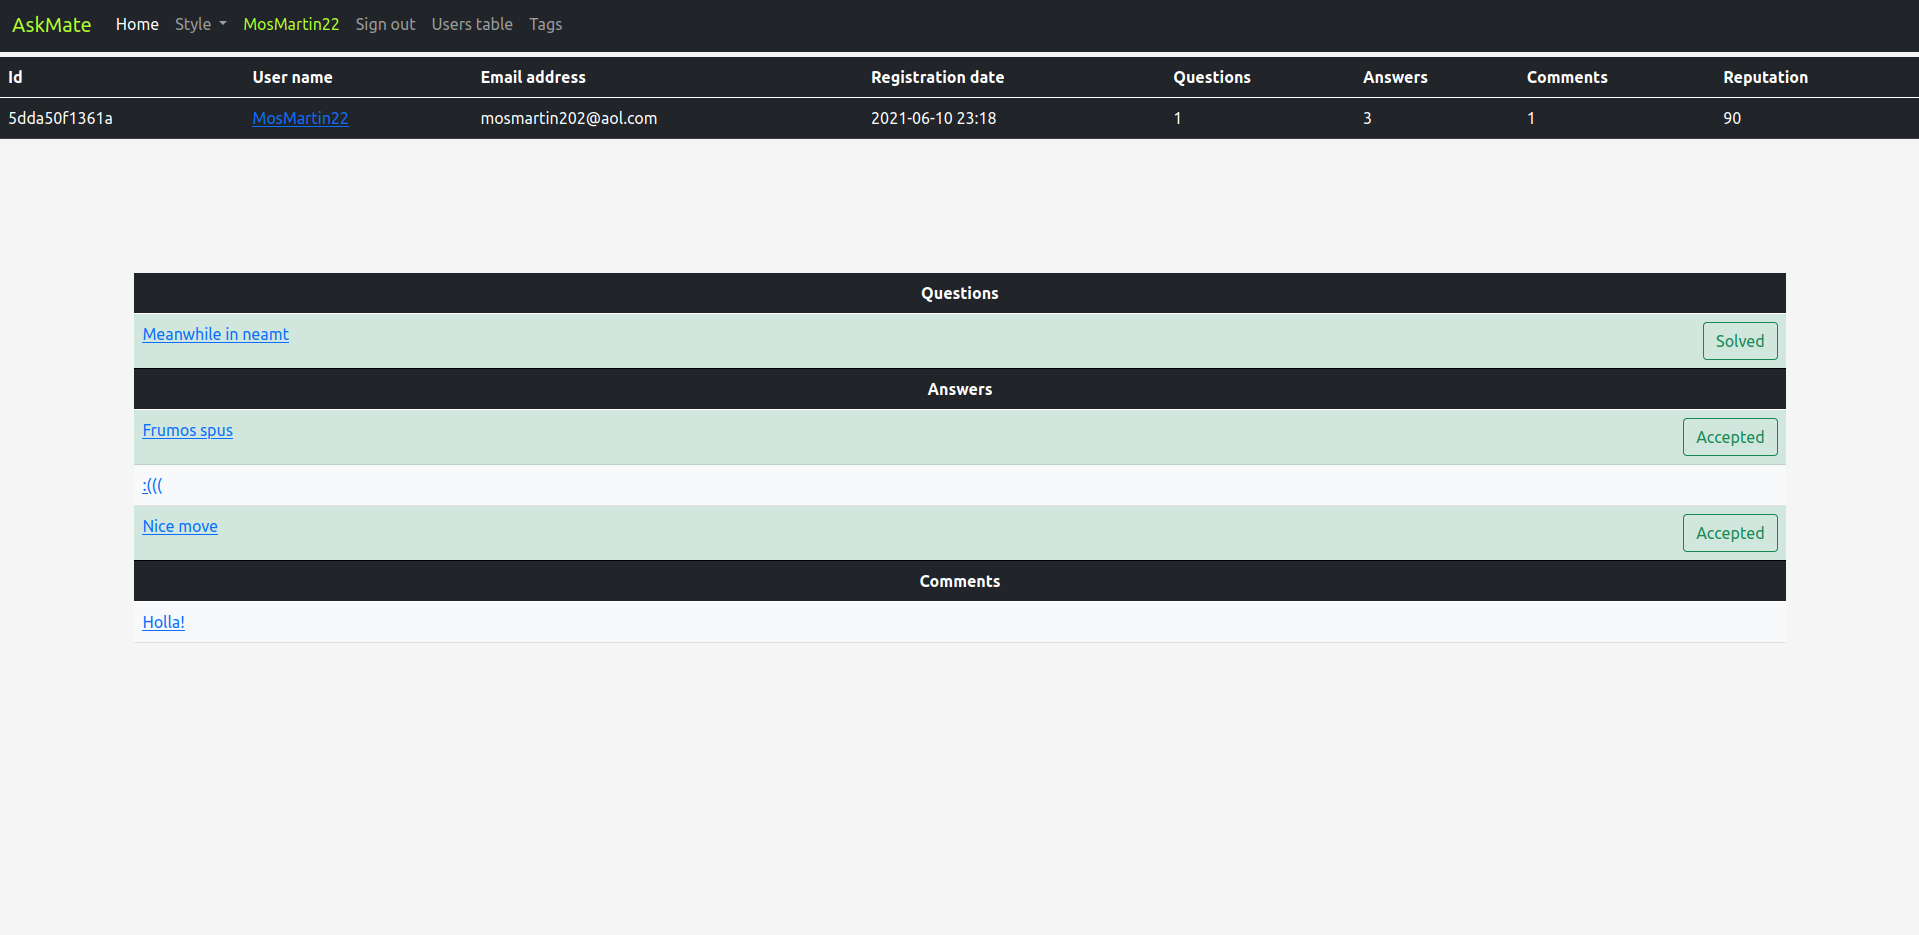 AskMate Home Style MosMartin22 Sign out Users table Tags
Id User name Email address Registration date Questions Answers Comments Reputation
5dda50f1361a MosMartin22 mosmartin202@aol.com 2021-06-10 23:18 1 3 1 90
Questions
Meanwhile in neamt Solved
Answers
Frumos spus Accepted
:(((
Nice move Accepted
Comments
Holla!